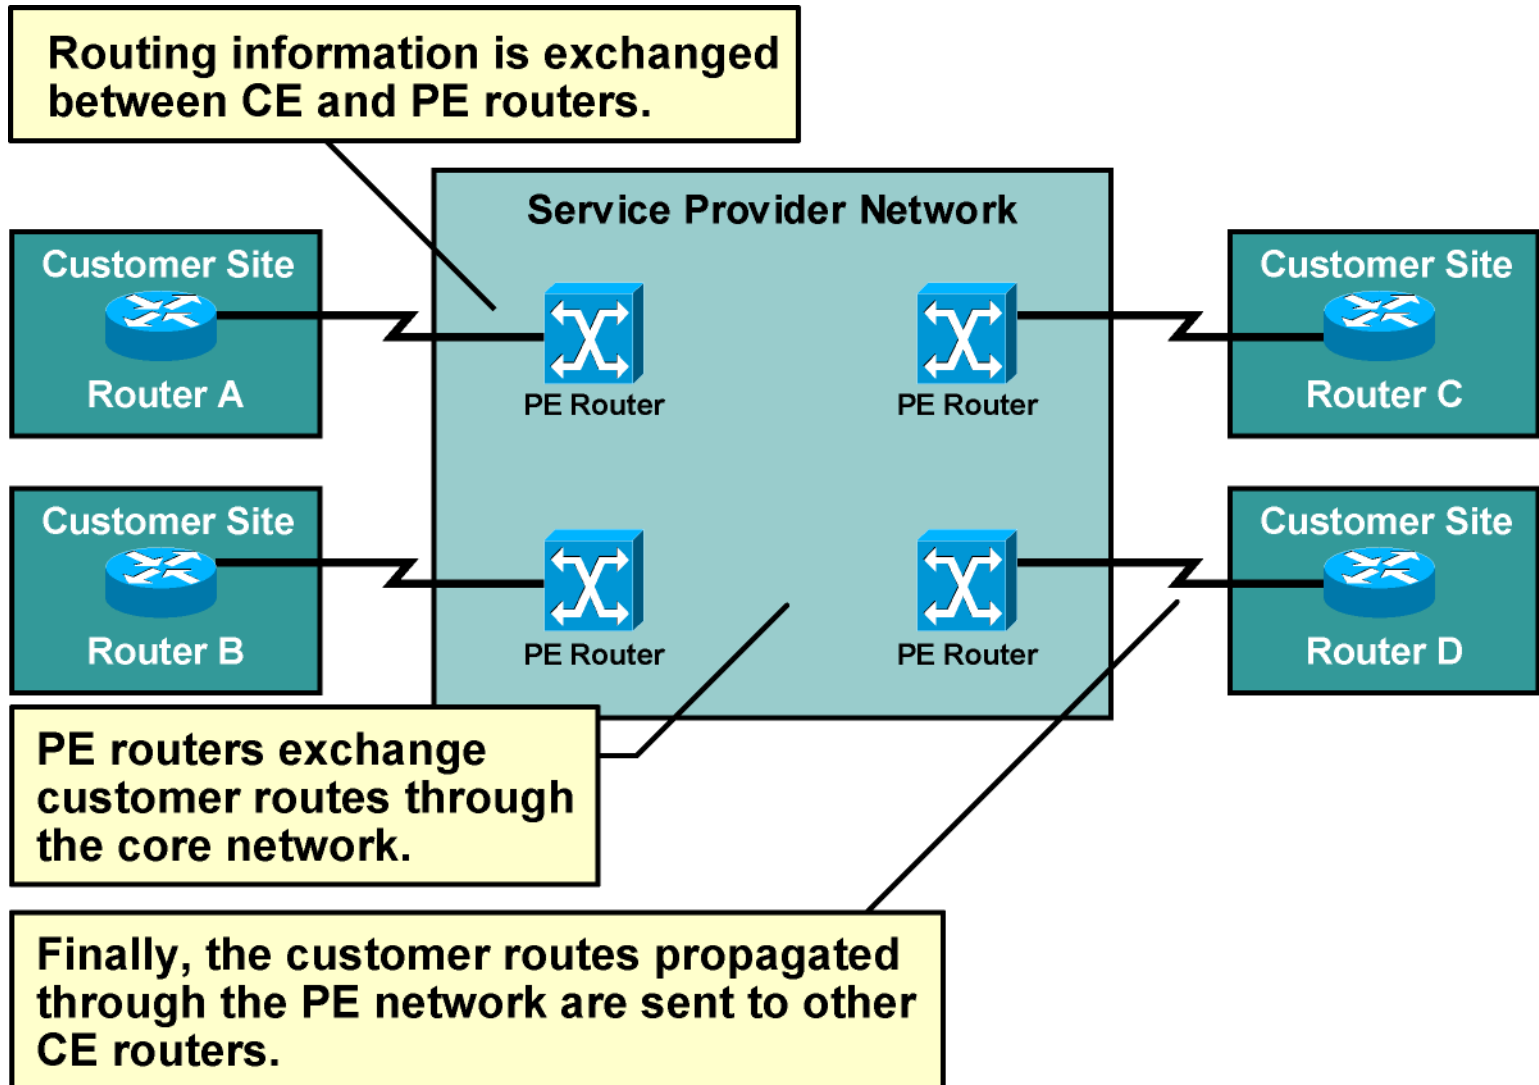 Routing information is exchanged
between CE and PE routers.
Service Provider Network
Customer Site
Router A
PE Router
PE Router
Customer Site
Router C
Customer Site
Router B
PE Router
PE Router
Customer Site
Router D
PE routers exchange
customer routes through
the core network.
Finally, the customer routes propagated
through the PE network are sent to other
CE routers.